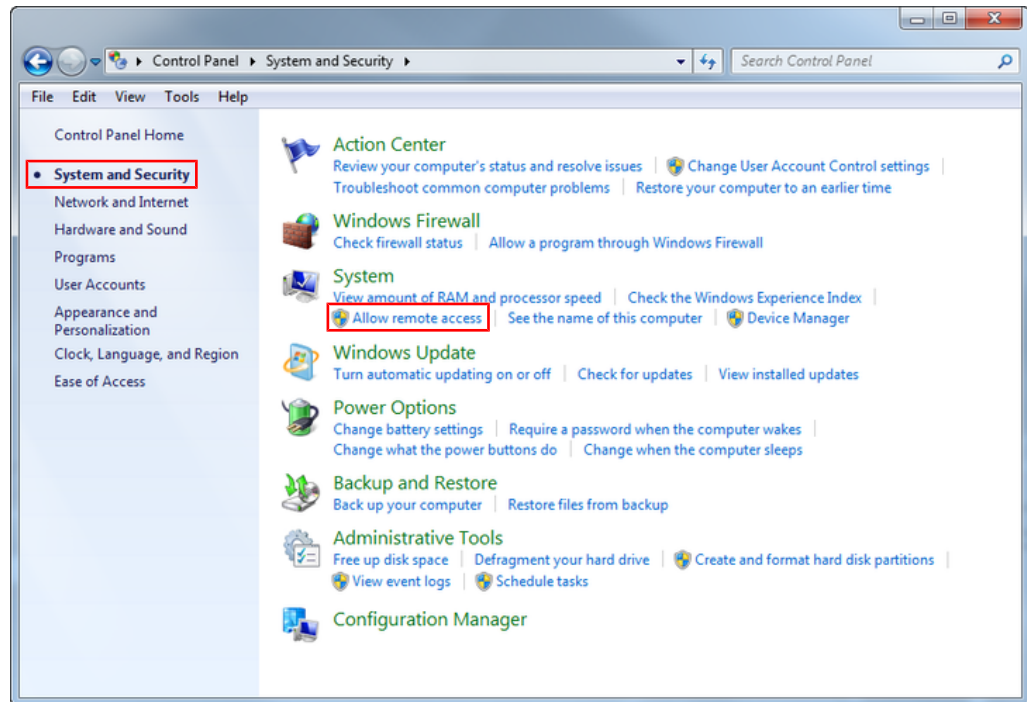 Control Panel ▸ System and Security ▸
Search Control Panel
File Edit View Tools Help
Control Panel Home
System and Security
Network and Internet
Hardware and Sound
Programs
User Accounts
Appearance and
Personalization
Clock, Language, and Region
Ease of Access
Action Center
Review your computer's status and resolve issues | Change User Account Control settings |
Troubleshoot common computer problems | Restore your computer to an earlier time
Windows Firewall
Check firewall status | Allow a program through Windows Firewall
System
View amount of RAM and processor speed | Check the Windows Experience Index |
Allow remote access | See the name of this computer | Device Manager
Windows Update
Turn automatic updating on or off | Check for updates | View installed updates
Power Options
Change battery settings | Require a password when the computer wakes |
Change what the power buttons do | Change when the computer sleeps
Backup and Restore
Back up your computer | Restore files from backup
Administrative Tools
Free up disk space | Defragment your hard drive | Create and format hard disk partitions |
View event logs | Schedule tasks
Configuration Manager